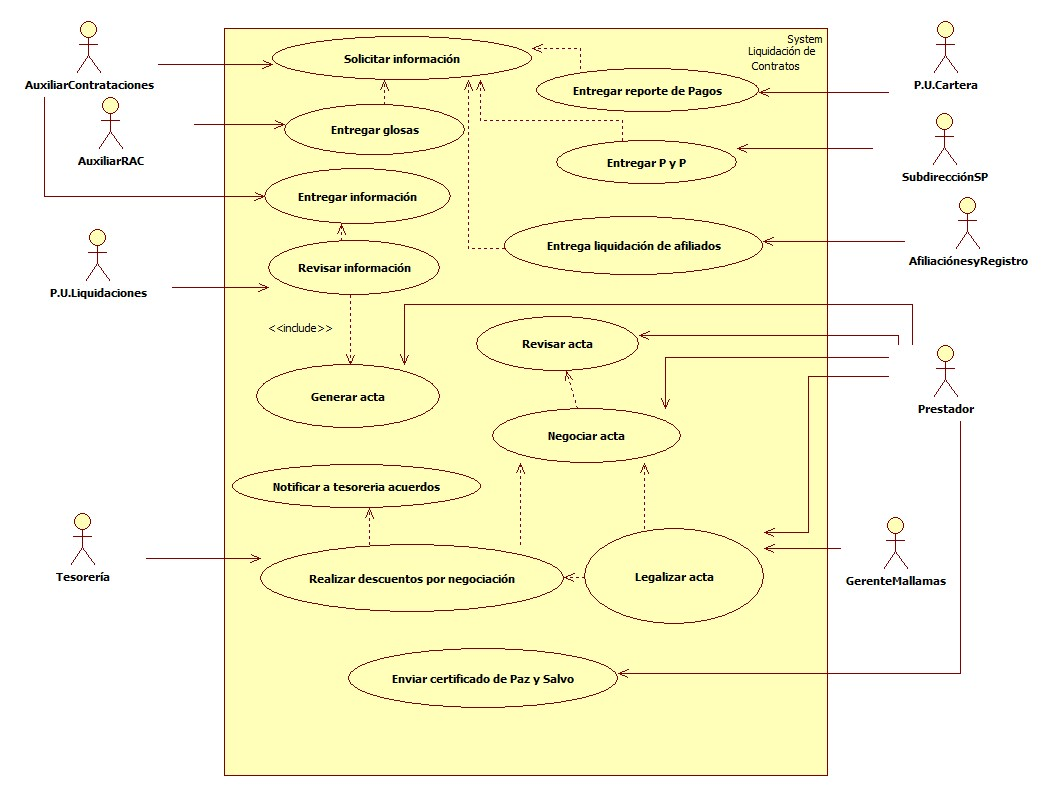 System
Liquidación de
Contratos
Solicitar información
AuxiliarContrataciones
P.U.Cartera
Entregar reporte de Pagos
Entregar glosas
AuxiliarRAC
Entregar P y P
SubdirecciónSP
Entregar información
Entrega liquidación de afiliados
AfiliaciónesyRegistro
Revisar información
P.U.Liquidaciones
<<include>>
Revisar acta
Generar acta
Prestador
Negociar acta
Notificar a tesoreria acuerdos
Tesorería
Realizar descuentos por negociación
Legalizar acta
GerenteMallamas
Enviar certificado de Paz y Salvo